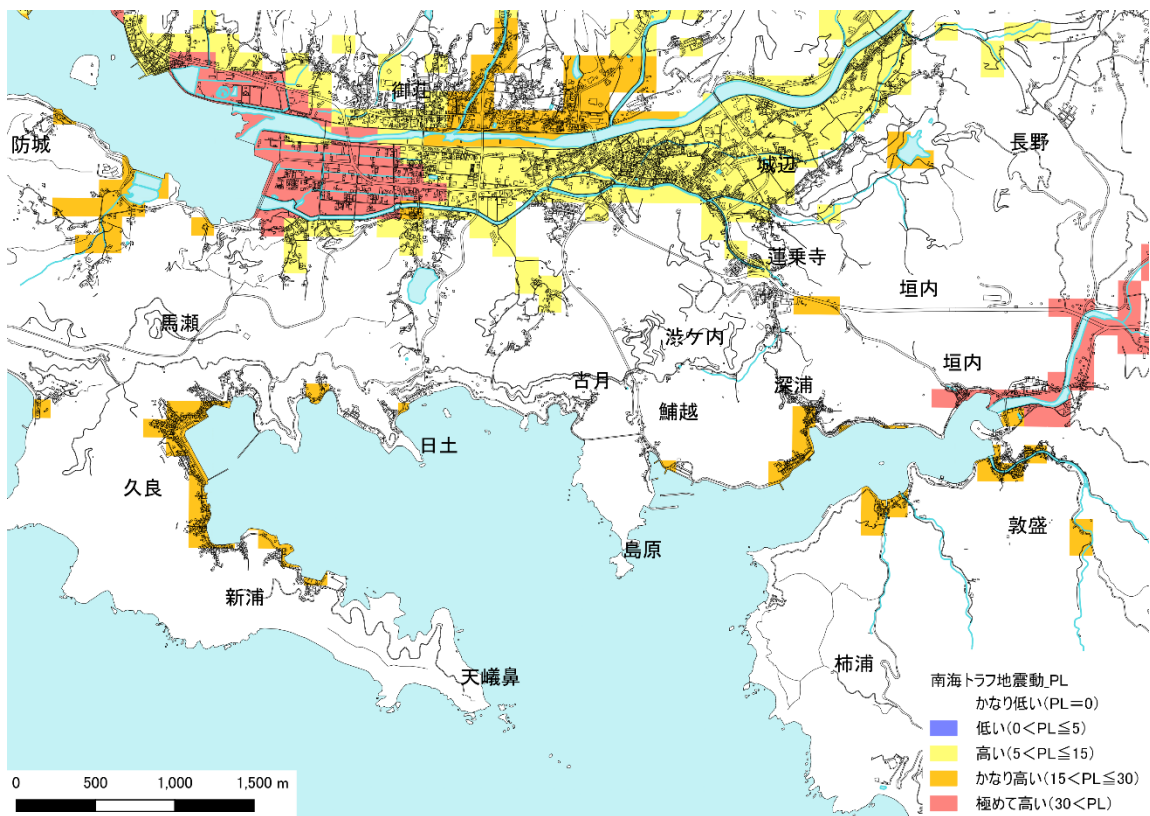 御荘
防城
長野
城辺
蓮乗寺
垣内
馬瀬
渋ケ内
垣内
古月
深浦
鯆越
日土
久良
敦盛
島原
新浦
柿浦
天嶬鼻
南海トラフ地震動_PL
かなり低い(PL=0)
低い(0<PL≦5)
高い(5<PL≦15)
かなり高い(15<PL≦30)
極めて高い(30<PL)
0 500 1,000 1,500 m